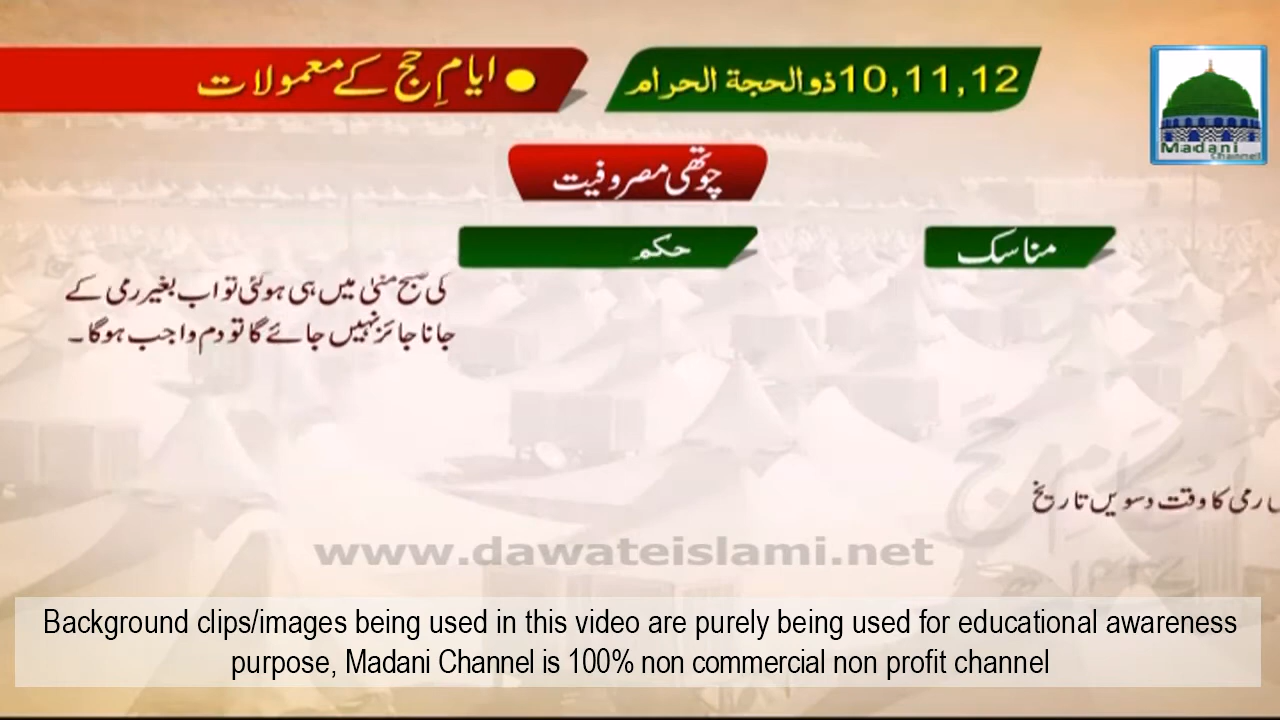 ایامِ حج کے معمولات
10,11,12 ذوالحجۃ الحرام
Madani
Channel
چوتھی مصروفیت
مناسک
حکم
کی صبح منیٰ میں ہی ہوگئی تو اب بغیر رمی کے
جانا جائز نہیں جائے گا تو دم واجب ہوگا۔
رمی کا وقت دسویں تاریخ
www.dawateislami.net
Background clips/images being used in this video are purely being used for educational awareness
purpose, Madani Channel is 100% non commercial non profit channel